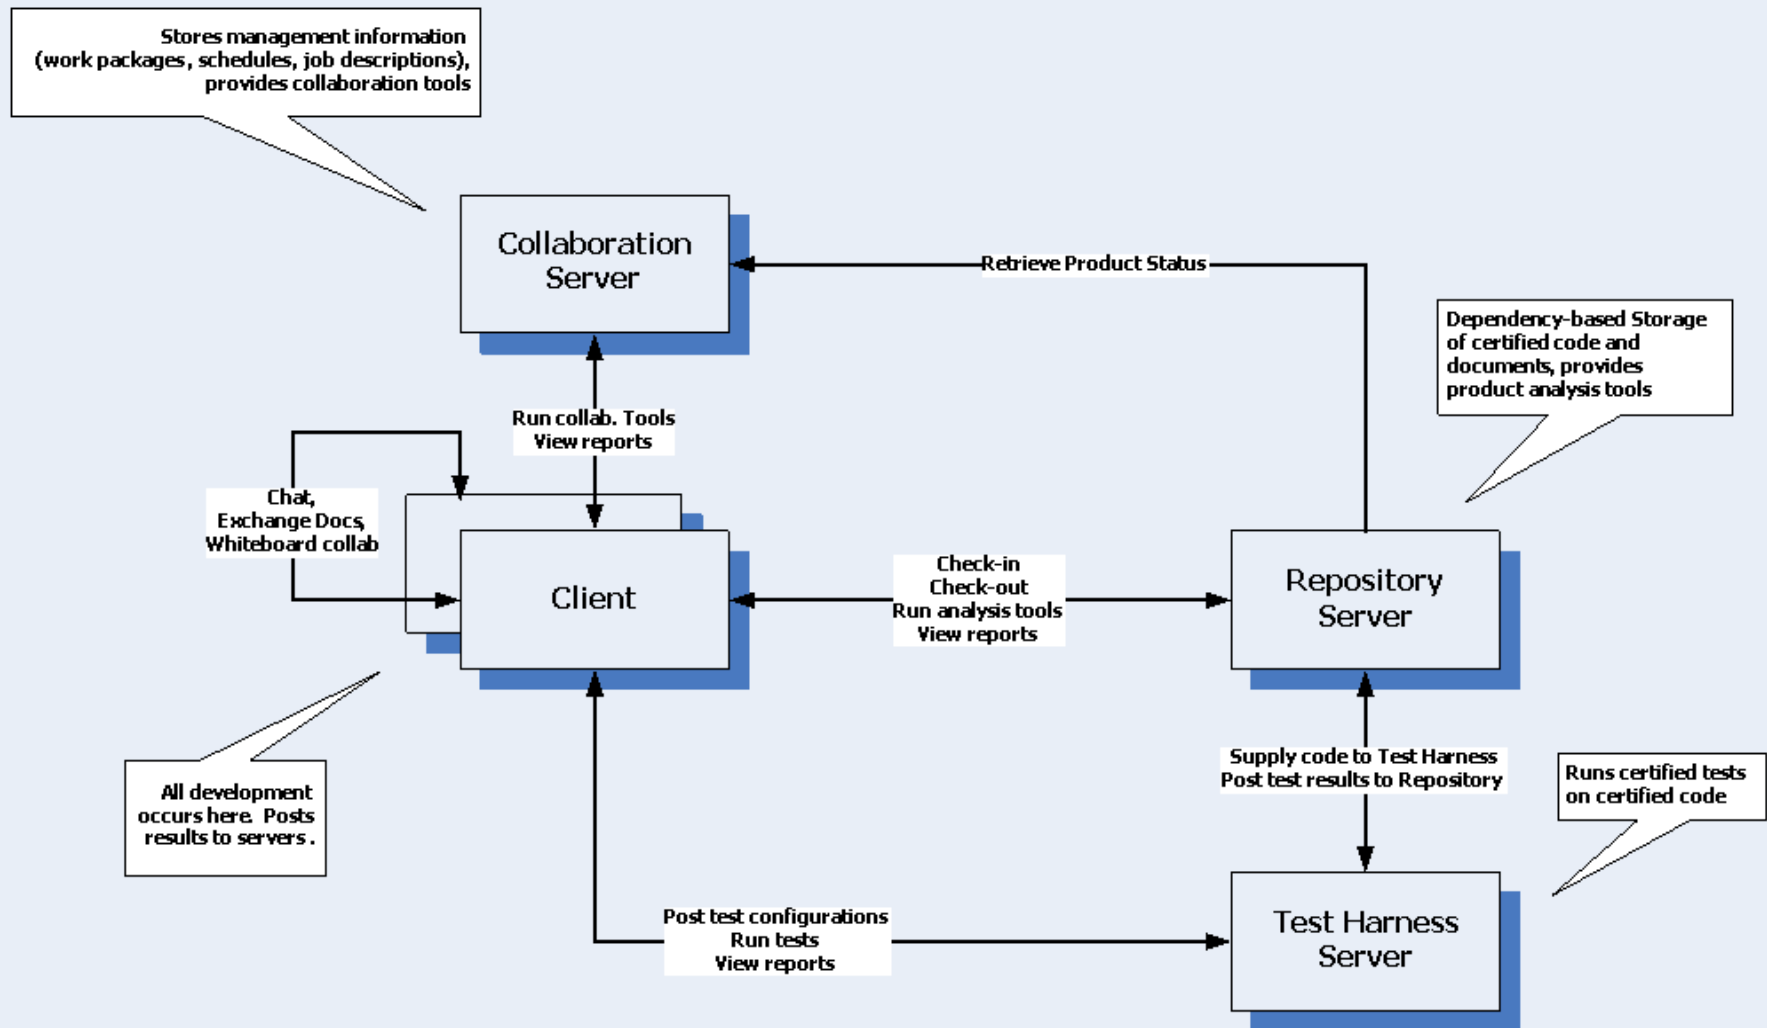 Stores management information
(work packages, schedules, job descriptions),
provides collaboration tools
Collaboration
Server
Retrieve Product Status
Dependency-based Storage
of certified code and
documents, provides
product analysis tools
Run collab. Tools
View reports
Chat,
Exchange Docs,
Whiteboard collab
Client
Check-in
Check-out
Run analysis tools
View reports
Repository
Server
All development
occurs here. Posts
results to servers .
Supply code to Test Harness
Post test results to Repository
Runs certified tests
on certified code
Post test configurations
Run tests
View reports
Test Harness
Server